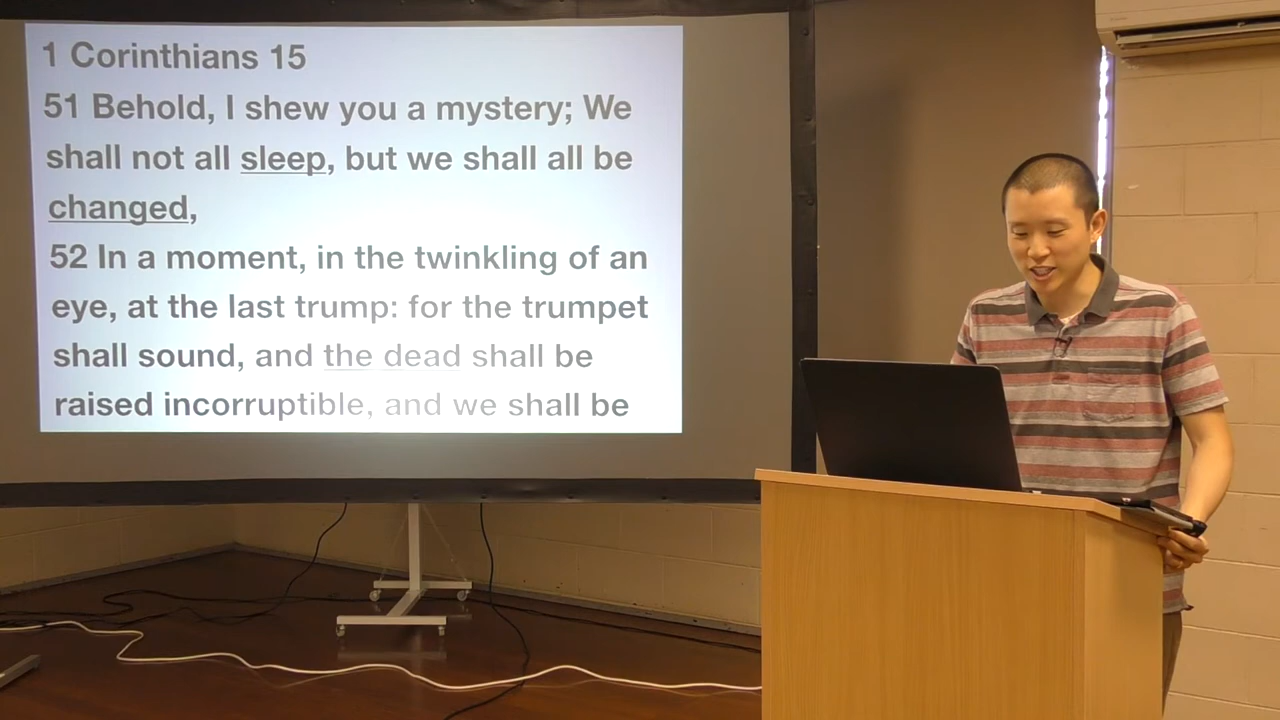 1 Corinthians 15
51 Behold, I shew you a mystery; We
shall not all sleep, but we shall all be
changed,
52 In a moment, in the twinkling of an
eye, at the last trump: for the trumpet
shall sound, and the dead shall be
raised incorruptible, and we shall be